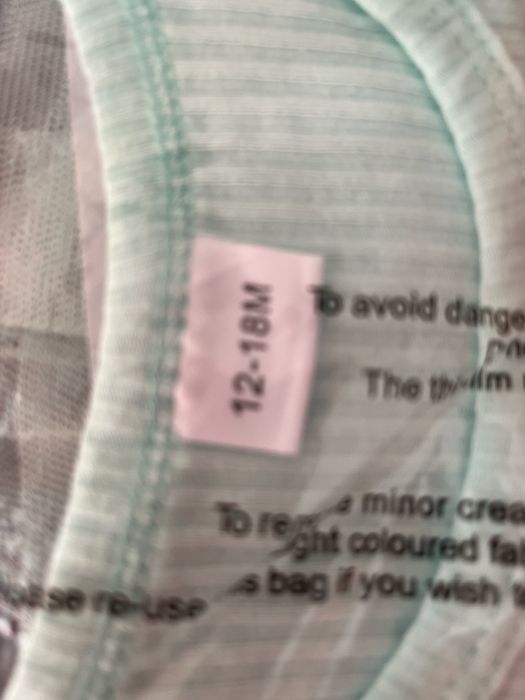 12-18M
To avoid dange
The
minor crea
To re
ght coloured fa
s bag if you wish
re-use